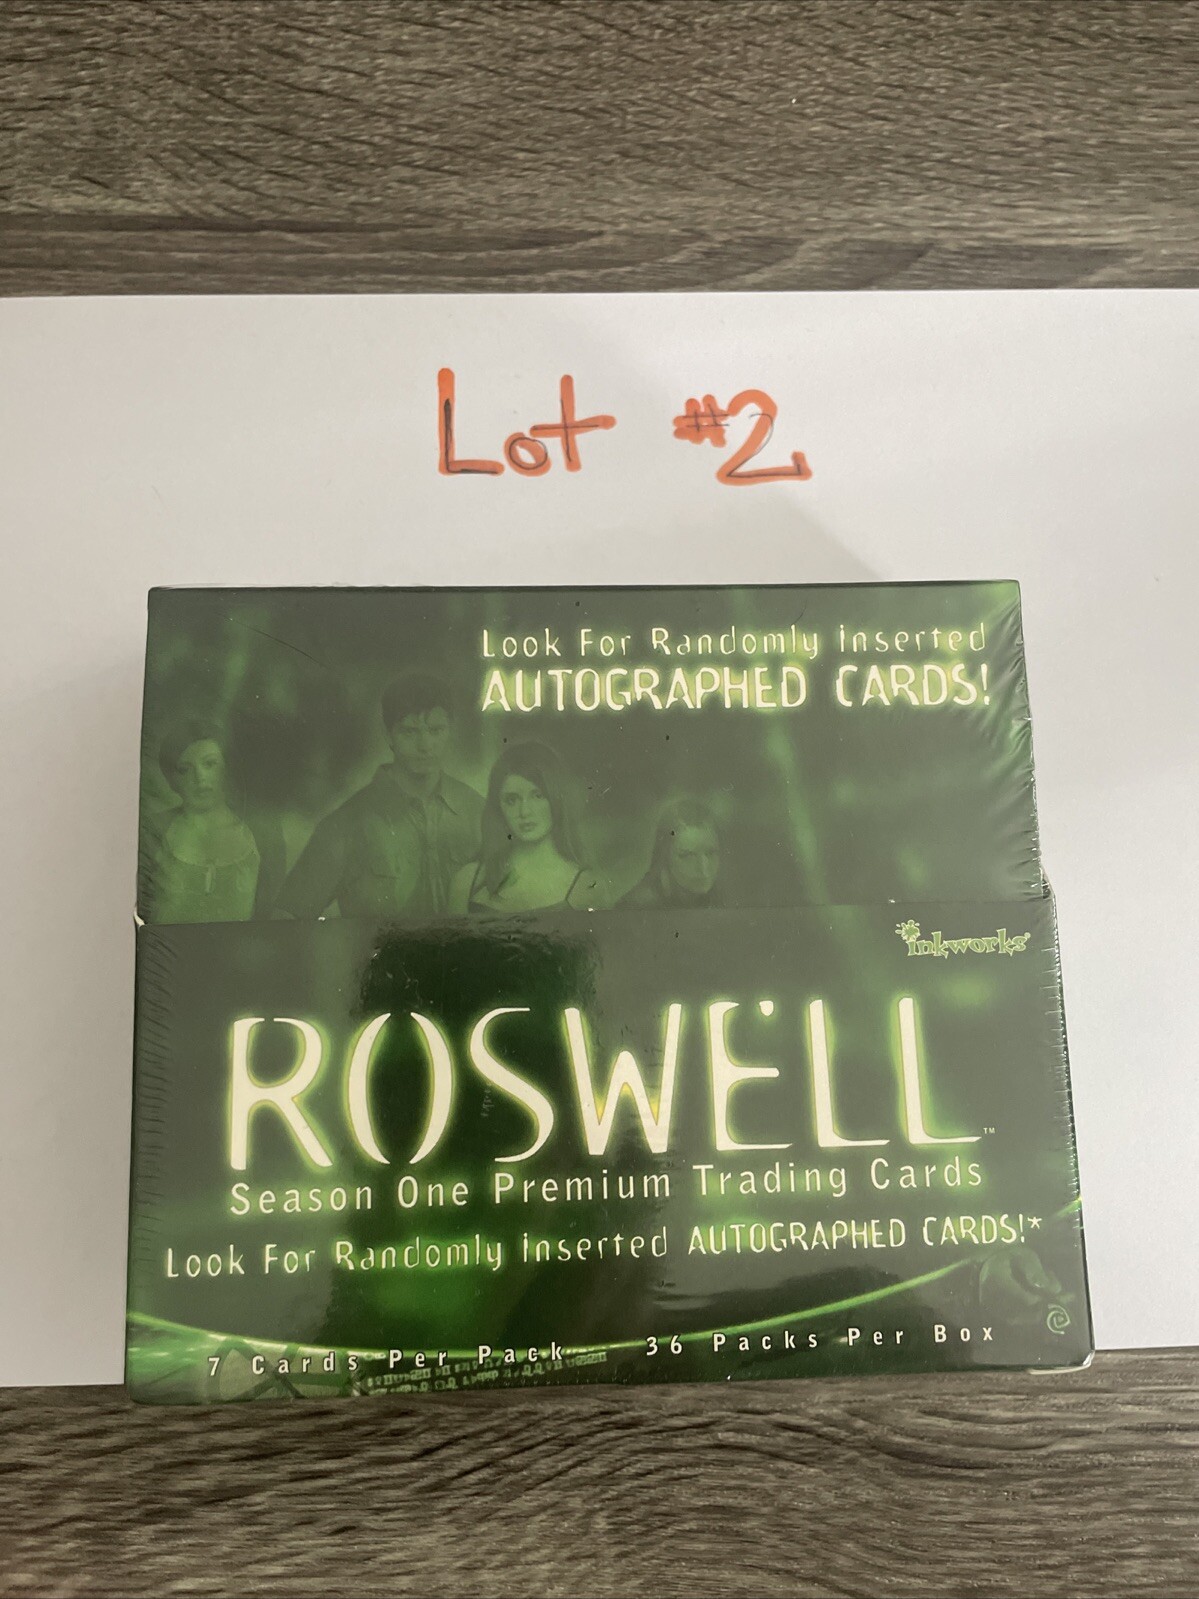 Lot #2
Look For Randomly inserted
AUTOGRAPHED CARDS!
inkworks®
ROSWELL™
Season One Premium Trading Cards
Look For Randomly inserted AUTOGRAPHED CARDS!*
7 Cards Per Pack 36 Packs Per Box